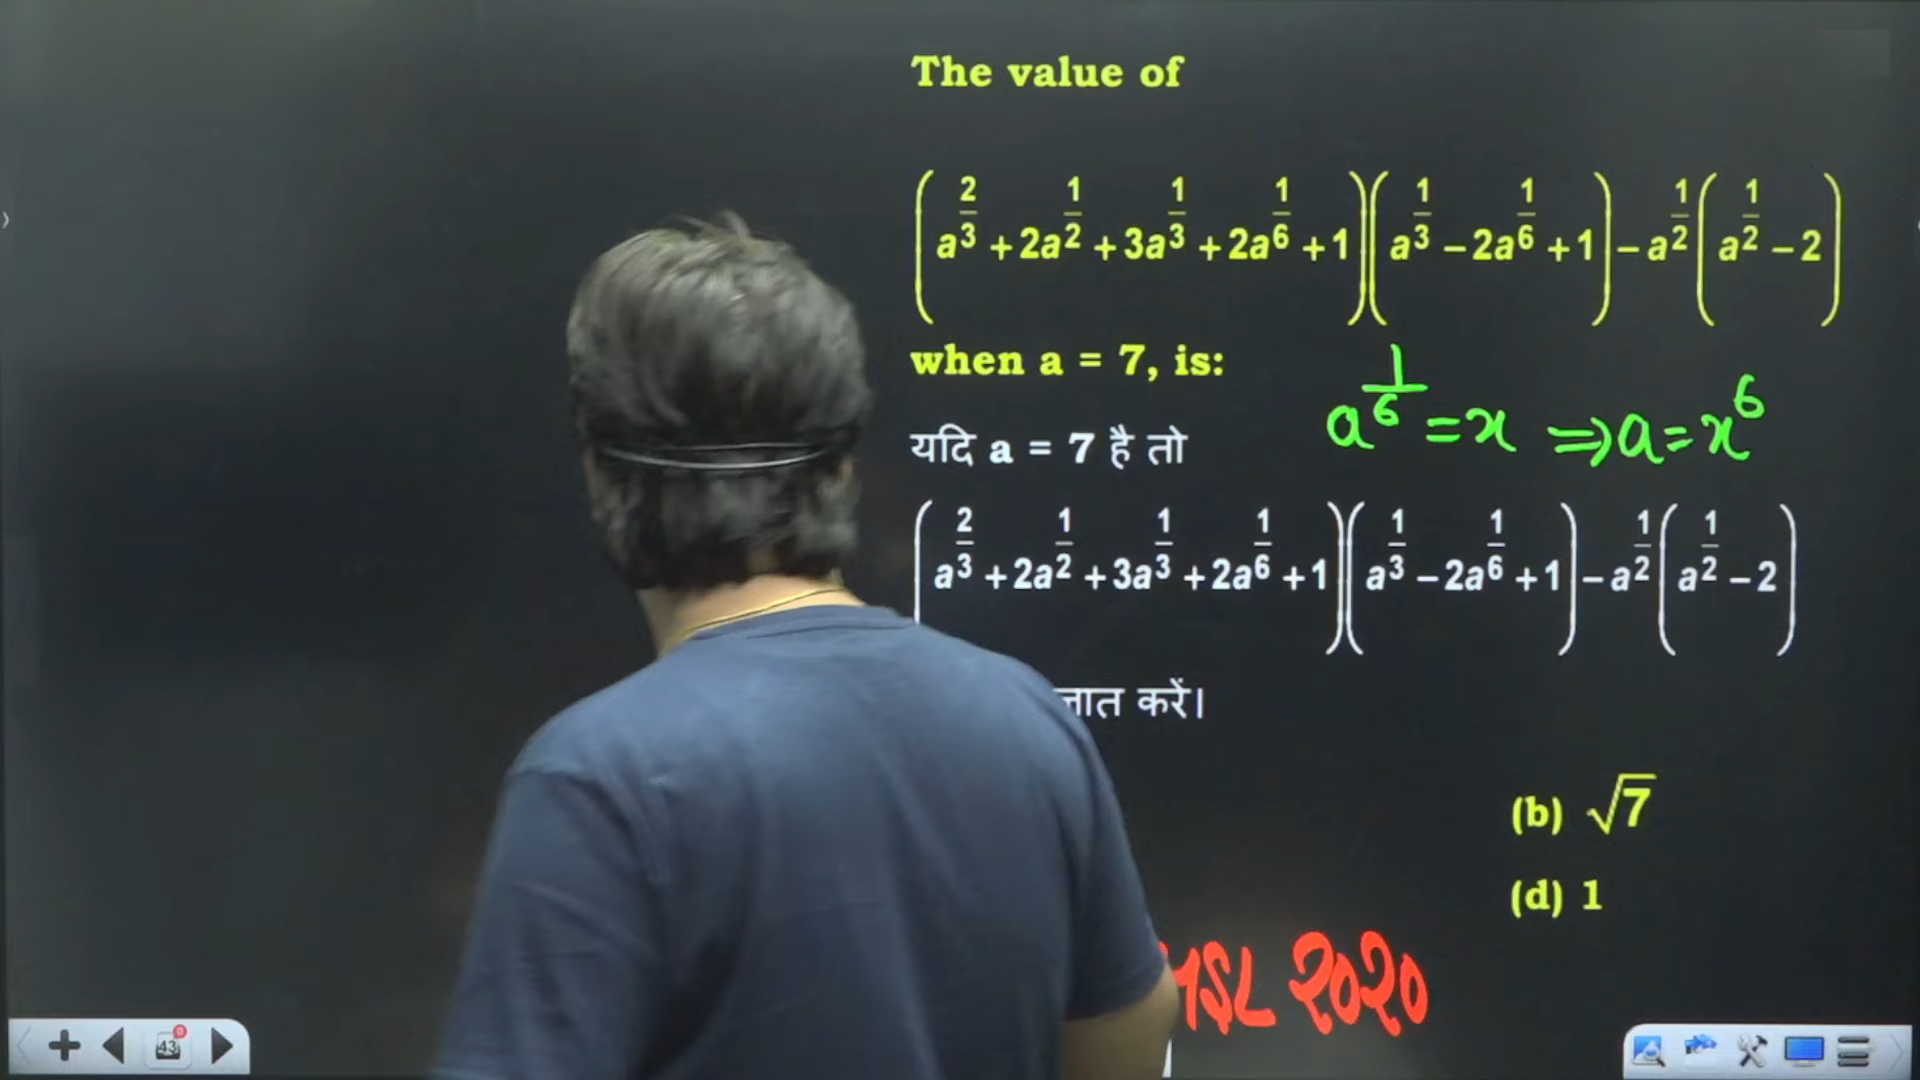 The value of
(a^{2/3} + 2a^{1/2} + 3a^{1/3} + 2a^{1/6} + 1)(a^{1/3} − 2a^{1/6} + 1) − a^{1/2}(a^{1/2} − 2)
when a = 7, is:
a^{1/6} = x ⇒ a = x^6
यदि a = 7 है तो
(a^{2/3} + 2a^{1/2} + 3a^{1/3} + 2a^{1/6} + 1)(a^{1/3} − 2a^{1/6} + 1) − a^{1/2}(a^{1/2} − 2)
करें।
(b) √7
(d) 1
२०२०
43
0